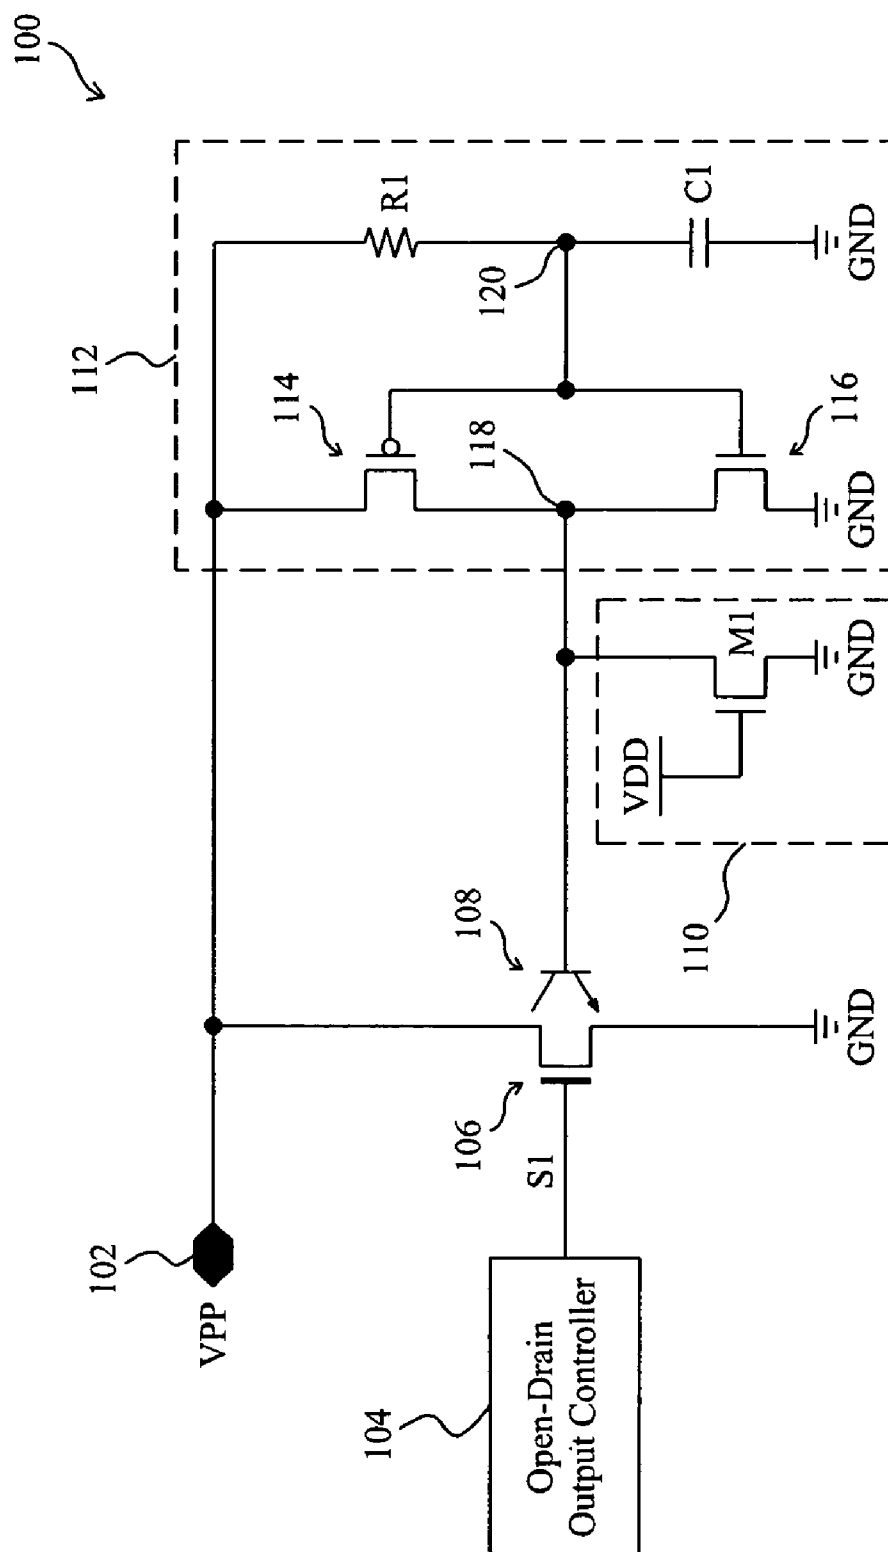 100
112
R1
C1
120
GND
114
118
116
GND
M1
GND
VDD
110
108
106
GND
S1
102
VPP
104
Open-Drain
Output Controller